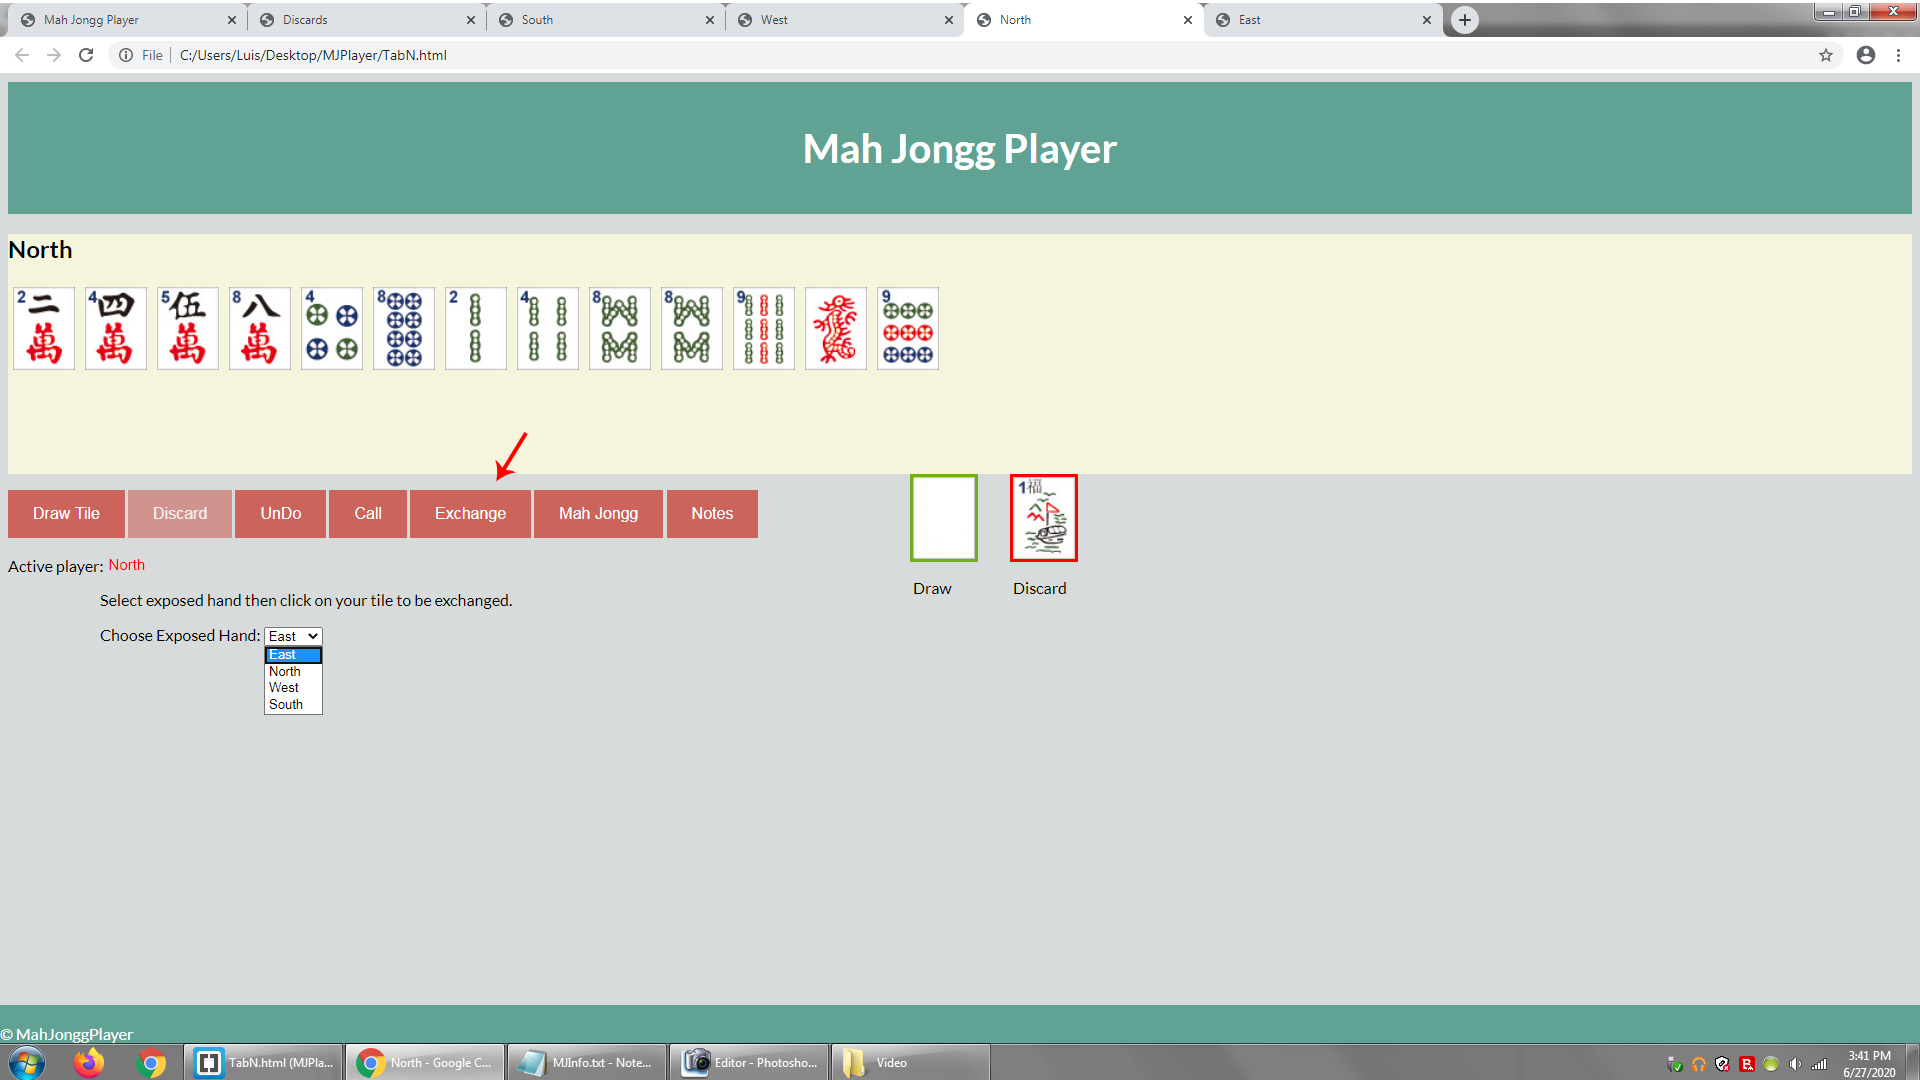 Mah Jongg Player
Discards
South
West
North
East
File
C:/Users/Luis/Desktop/MJPlayer/TabN.html
Mah Jongg Player
North
2 二 萬
4 四 萬
5 伍 萬
8 八 萬
4
8
2
4
8
8
9
9
Draw Tile
Discard
UnDo
Call
Exchange
Mah Jongg
Notes
1 福
Active player: North
Draw
Discard
Select exposed hand then click on your tile to be exchanged.
Choose Exposed Hand: East
East
North
West
South
© MahJonggPlayer
TabN.html (MJPla...
North - Google C...
MJInfo.txt - Note...
Editor - Photosho...
Video
3:41 PM
6/27/2020